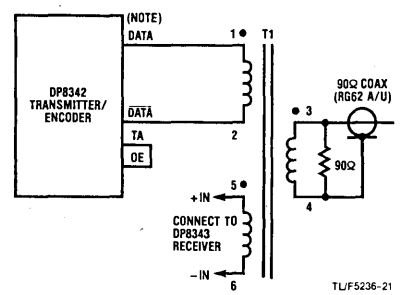 (NOTE)
DATA
1
T1
DP8342
TRANSMITTER/
ENCODER
90Ω COAX
(RG62 A/U)
3
DATA
2
TA
OE
90Ω
5
4
+IN
CONNECT TO
DP8343
RECEIVER
-IN
6
TL/F5236-21